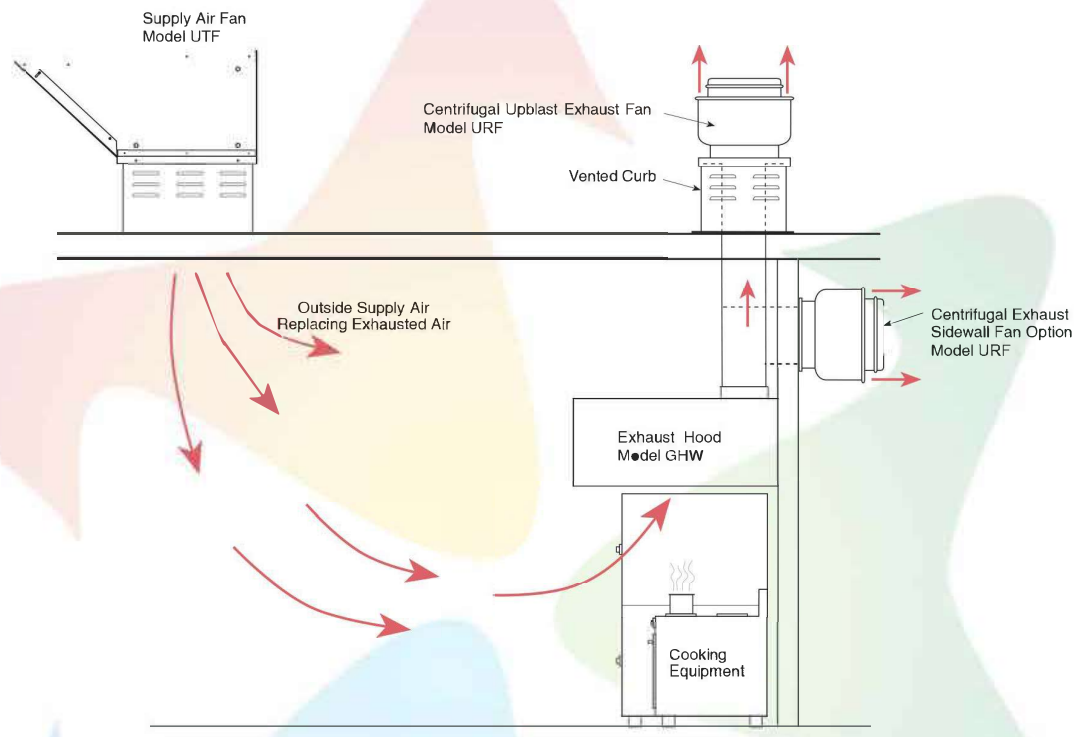 Supply Air Fan
Model UTF
Centrifugal Upblast Exhaust Fan
Model URF
Vented Curb
Outside Supply Air
Replacing Exhausted Air
Centrifugal Exhaust
Sidewall Fan Option
Model URF
Exhaust Hood
Model GHW
Cooking
Equipment